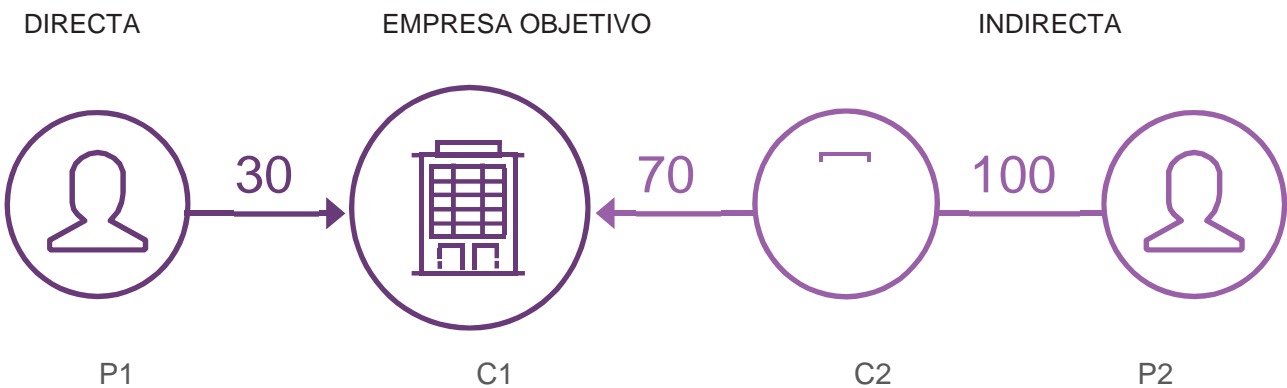 DIRECTA EMPRESA OBJETIVO INDIRECTA
30 70 100
P1 C1 C2 P2